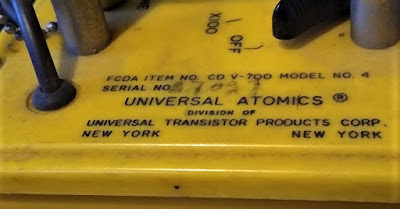 X100
OFF
FCDA ITEM NO. CD V-700 MODEL NO. 4
SERIAL NO.
UNIVERSAL ATOMICS ®
DIVISION OF
UNIVERSAL TRANSISTOR PRODUCTS CORP.
NEW YORK NEW YORK